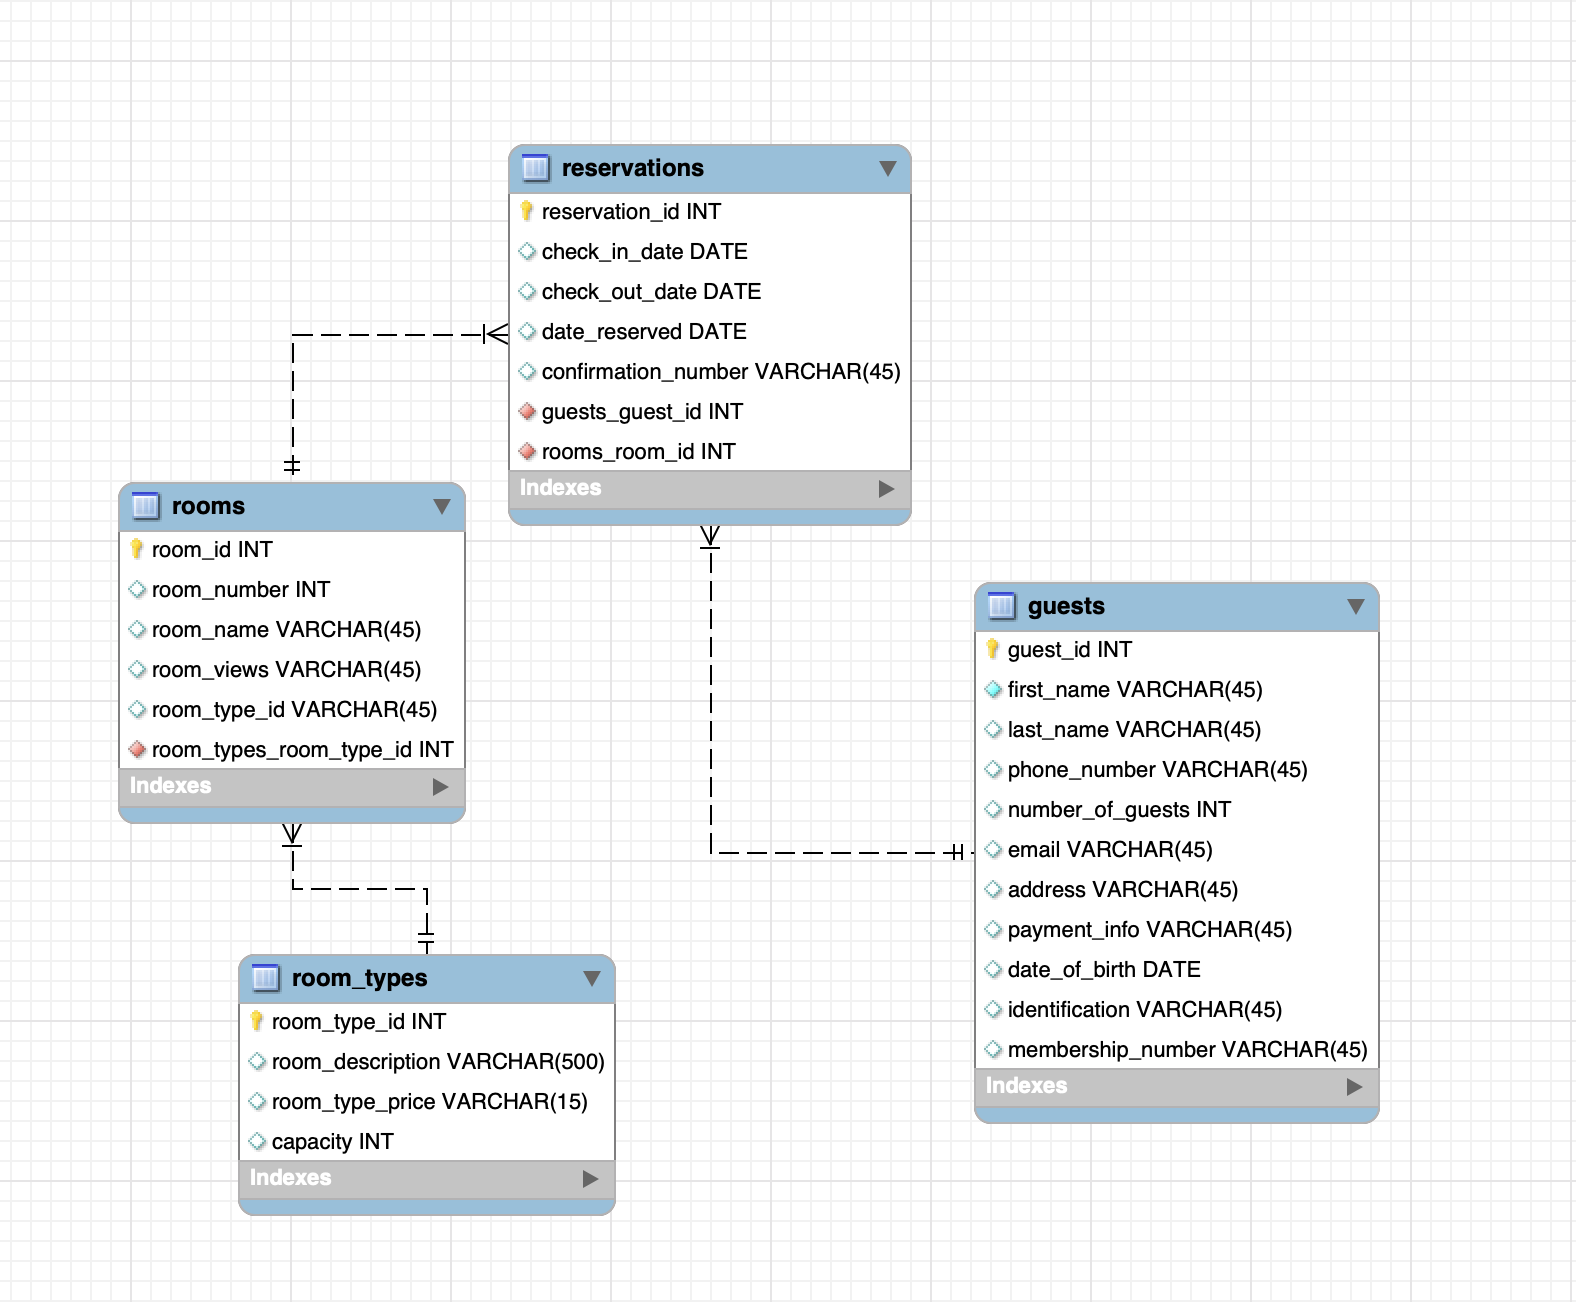 reservations
reservation_id INT
check_in_date DATE
check_out_date DATE
date_reserved DATE
confirmation_number VARCHAR(45)
guests_guest_id INT
rooms_room_id INT
Indexes
rooms
room_id INT
room_number INT
room_name VARCHAR(45)
room_views VARCHAR(45)
room_type_id VARCHAR(45)
room_types_room_type_id INT
Indexes
guests
guest_id INT
first_name VARCHAR(45)
last_name VARCHAR(45)
phone_number VARCHAR(45)
number_of_guests INT
email VARCHAR(45)
address VARCHAR(45)
payment_info VARCHAR(45)
date_of_birth DATE
identification VARCHAR(45)
membership_number VARCHAR(45)
Indexes
room_types
room_type_id INT
room_description VARCHAR(500)
room_type_price VARCHAR(15)
capacity INT
Indexes